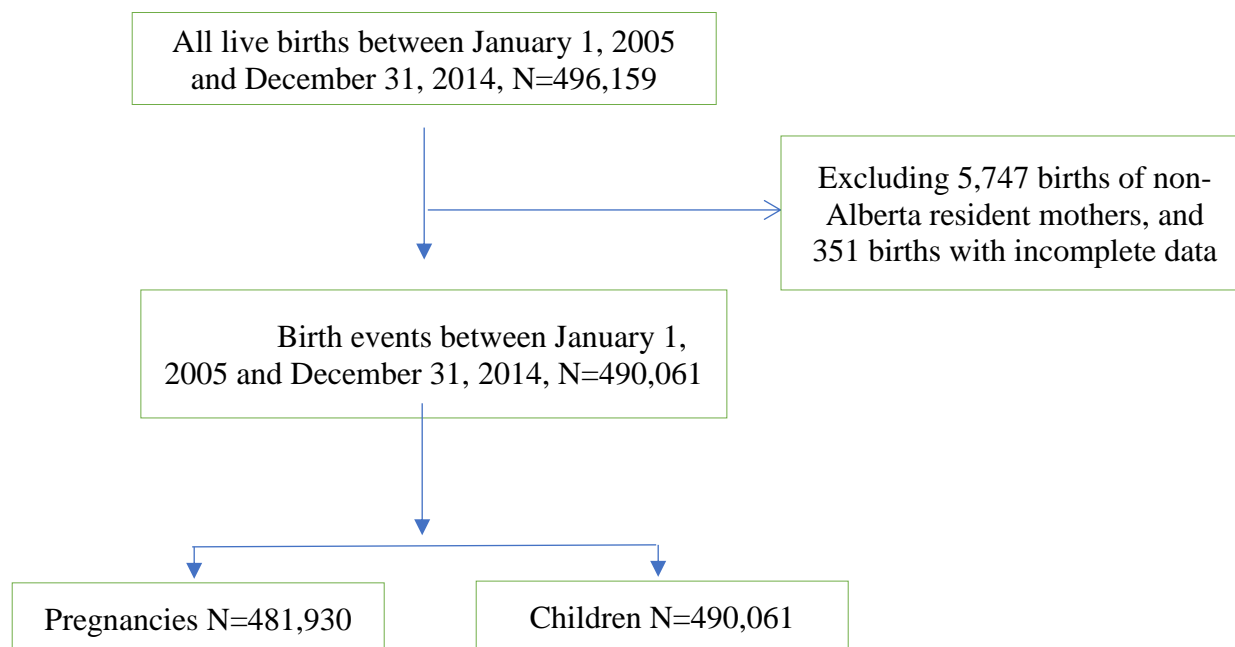 All live births between January 1, 2005
and December 31, 2014, N=496,159
Excluding 5,747 births of non-
Alberta resident mothers, and
351 births with incomplete data
Birth events between January 1,
2005 and December 31, 2014, N=490,061
Pregnancies N=481,930
Children N=490,061